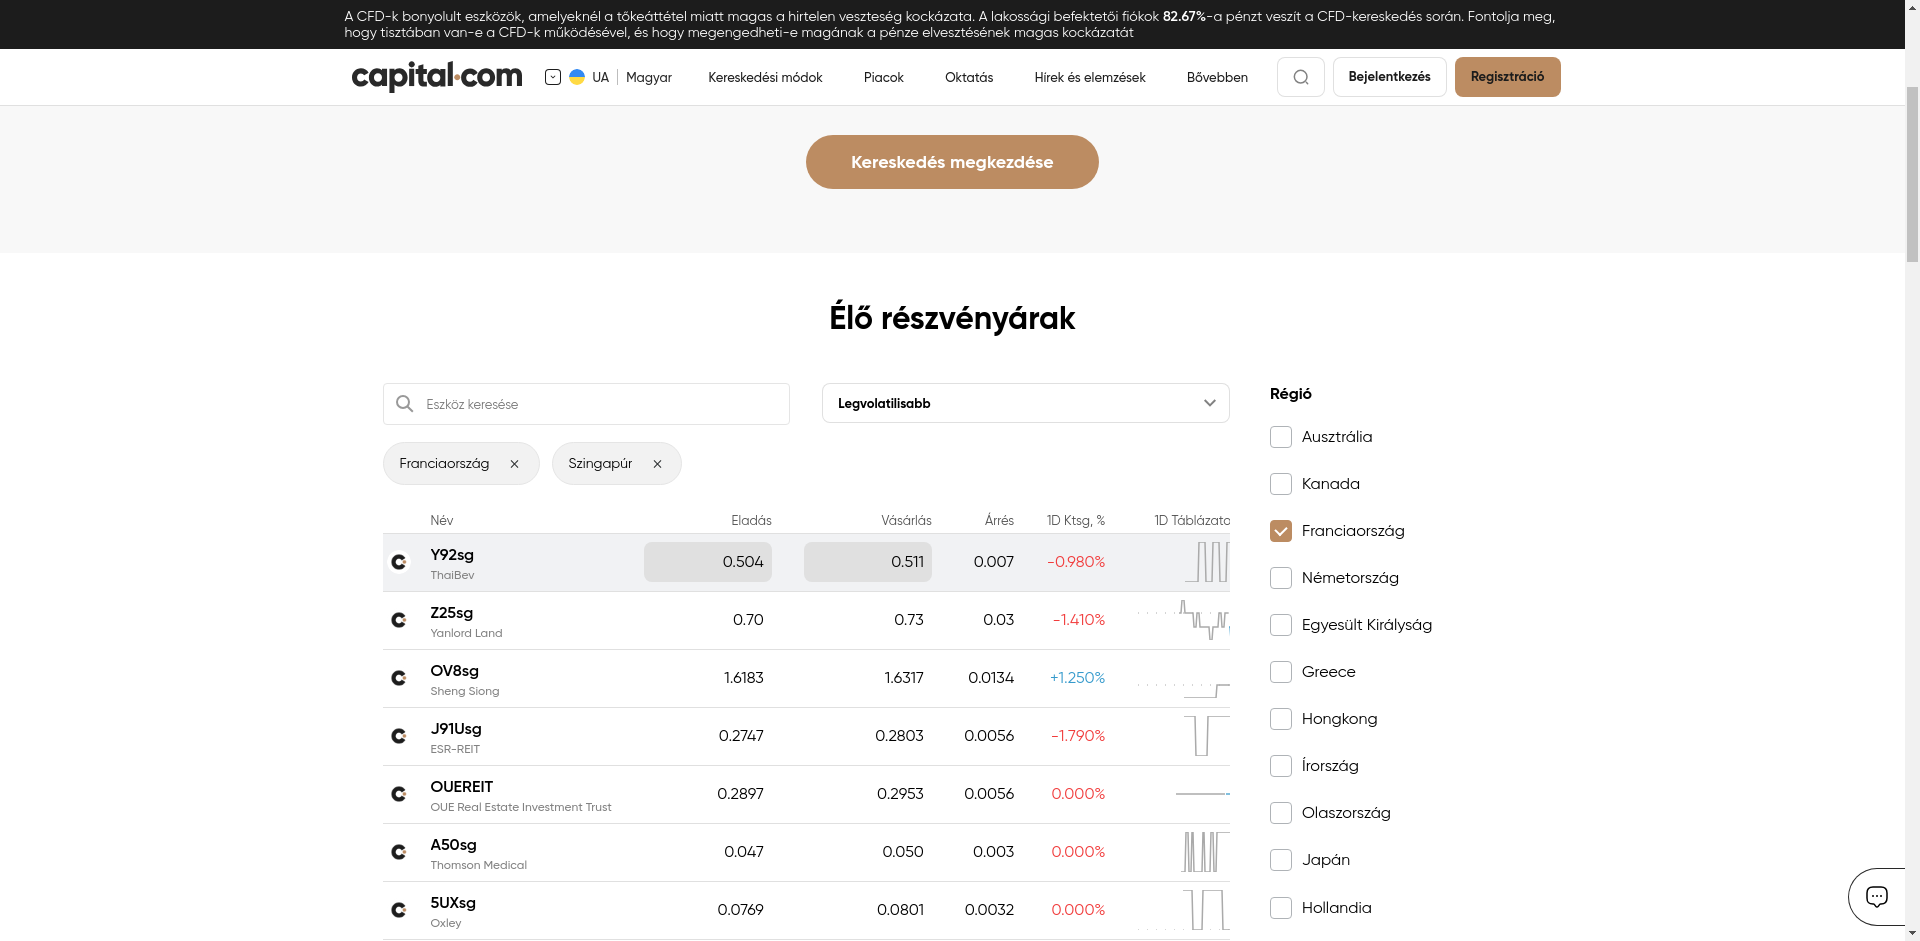 A CFD-k bonyolult eszközök, amelyeknél a tőkeáttétel miatt magas a hirtelen veszteség kockázata. A lakossági befektetői fiókok 82.67%-a pénzt veszít a CFD-kereskedés során. Fontolja meg,
hogy tisztában van-e a CFD-k működésével, és hogy megengedheti-e magának a pénze elvesztésének magas kockázatát
capital.com
UA | Magyar
Kereskedési módok
Piacok
Oktatás
Hírek és elemzések
Bővebben
Bejelentkezés
Regisztráció
Kereskedés megkezdése
Élő részvényárak
Eszköz keresése
Legvolatilisabb
Franciaország
Szingapúr
Név Eladás Vásárlás Árrés 1D Ktsg, % 1D Táblázato
Y92sg 0.504 0.511 0.007 -0.980%
ThaiBev
Z25sg 0.70 0.73 0.03 -1.410%
Yanlord Land
OV8sg 1.6183 1.6317 0.0134 +1.250%
Sheng Siong
J91Usg 0.2747 0.2803 0.0056 -1.790%
ESR-REIT
OUEREIT 0.2897 0.2953 0.0056 0.000%
OUE Real Estate Investment Trust
A50sg 0.047 0.050 0.003 0.000%
Thomson Medical
5UXsg 0.0769 0.0801 0.0032 0.000%
Oxley
Régió
Ausztrália
Kanada
Franciaország
Németország
Egyesült Királyság
Greece
Hongkong
Írország
Olaszország
Japán
Hollandia